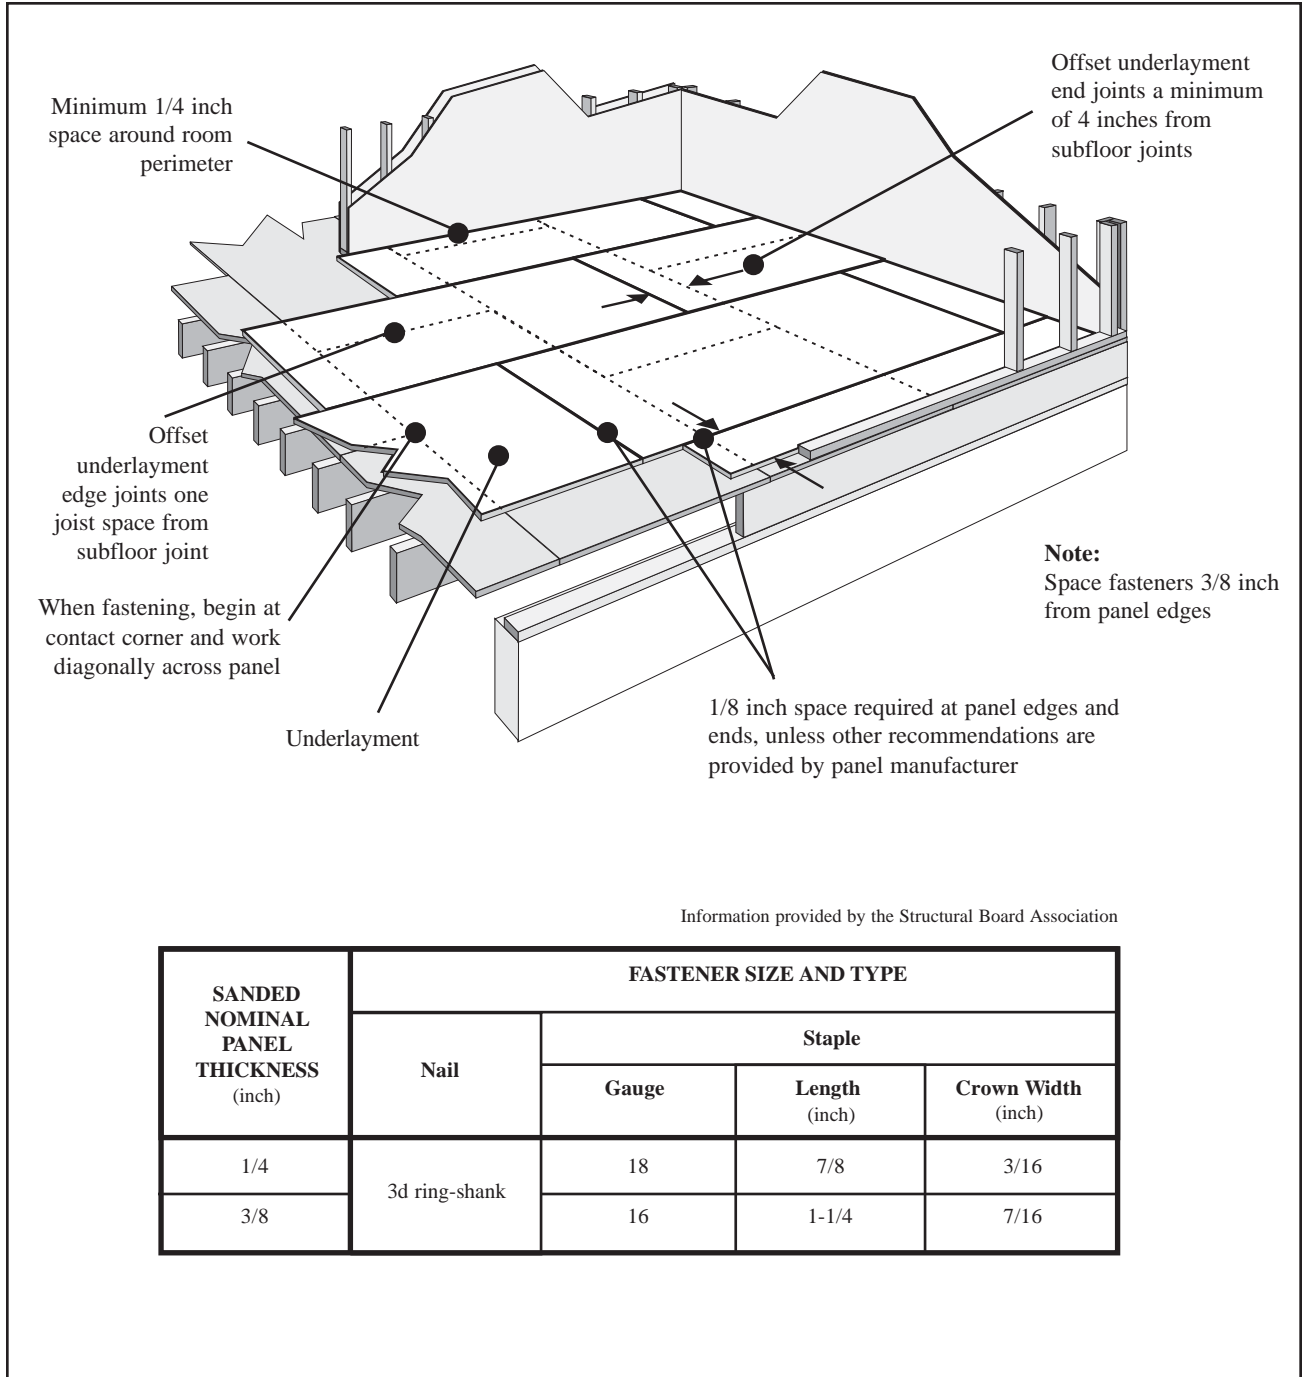 Minimum 1/4 inch
space around room
perimeter
Offset underlayment
end joints a minimum
of 4 inches from
subfloor joints
Offset
underlayment
edge joints one
joist space from
subfloor joint
When fastening, begin at
contact corner and work
diagonally across panel
Underlayment
Note:
Space fasteners 3/8 inch
from panel edges
1/8 inch space required at panel edges and
ends, unless other recommendations are
provided by panel manufacturer
Information provided by the Structural Board Association
SANDED
NOMINAL
PANEL
THICKNESS
(inch)
FASTENER SIZE AND TYPE
Nail
Staple
Gauge
Length
(inch)
Crown Width
(inch)
1/4
3d ring-shank
18
7/8
3/16
3/8
16
1-1/4
7/16